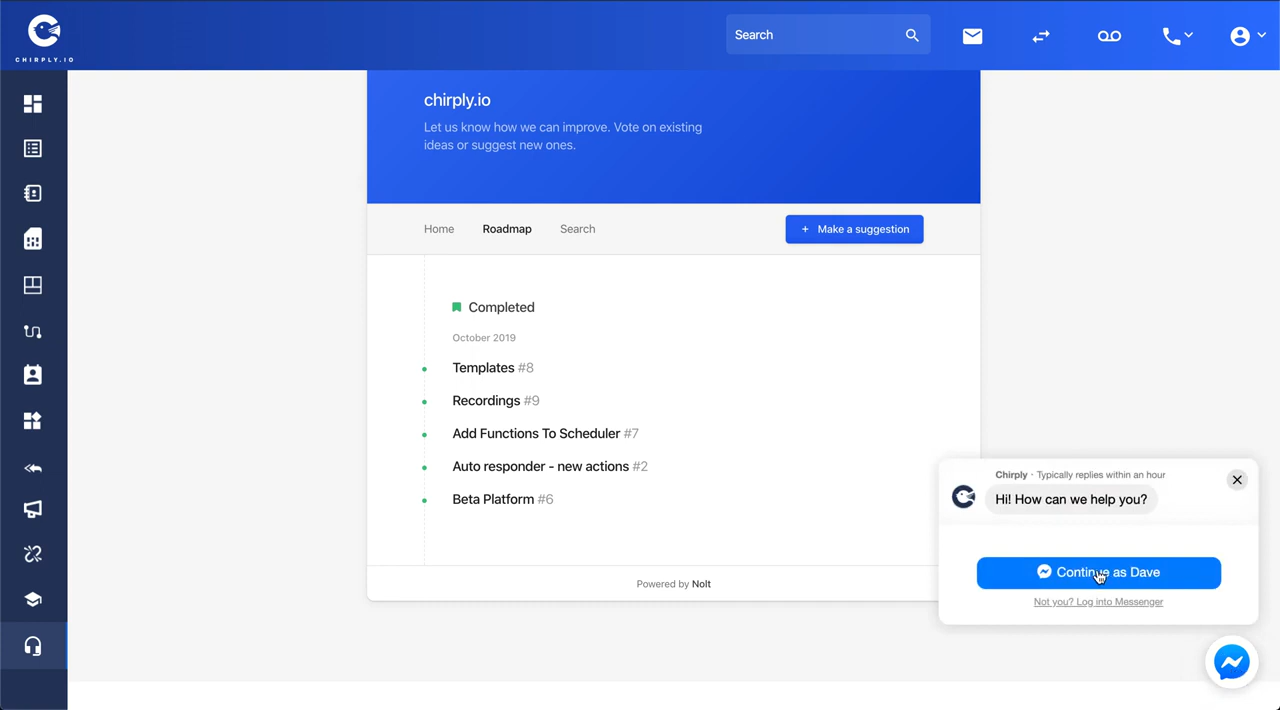 CHIRPLY.IO
Search
chirply.io
Let us know how we can improve. Vote on existing
ideas or suggest new ones.
Home
Roadmap
Search
+ Make a suggestion
Completed
October 2019
Templates #8
Recordings #9
Add Functions To Scheduler #7
Auto responder - new actions #2
Beta Platform #6
Powered by Nolt
Chirply · Typically replies within an hour
Hi! How can we help you?
Continue as Dave
Not you? Log into Messenger